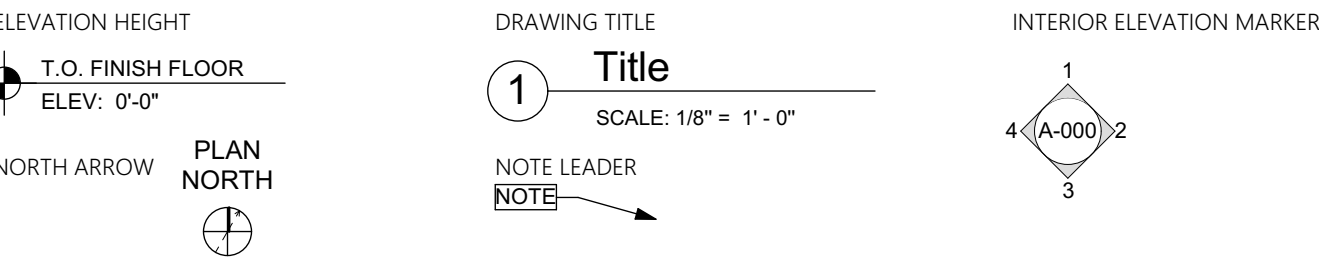 ELEVATION HEIGHT
T.O. FINISH FLOOR
ELEV: 0'-0"
NORTH ARROW
PLAN
NORTH
DRAWING TITLE
1
Title
SCALE: 1/8" = 1' - 0"
NOTE LEADER
NOTE
INTERIOR ELEVATION MARKER
1
4 A-000 2
3